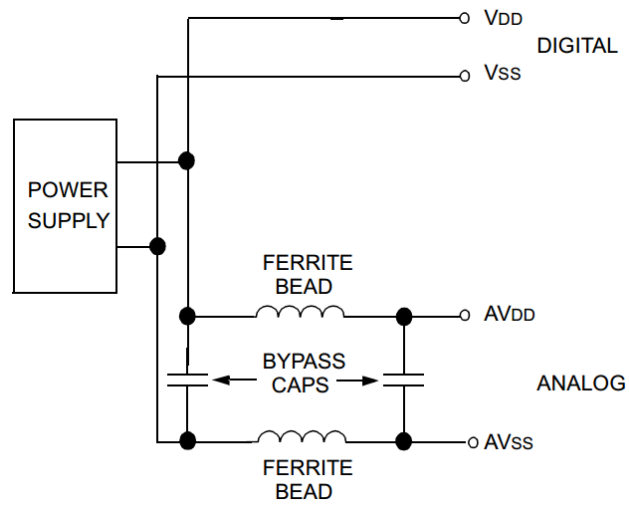 VDD
DIGITAL
VSS
POWER
SUPPLY
FERRITE
BEAD
AVDD
BYPASS
CAPS
ANALOG
AVSS
FERRITE
BEAD